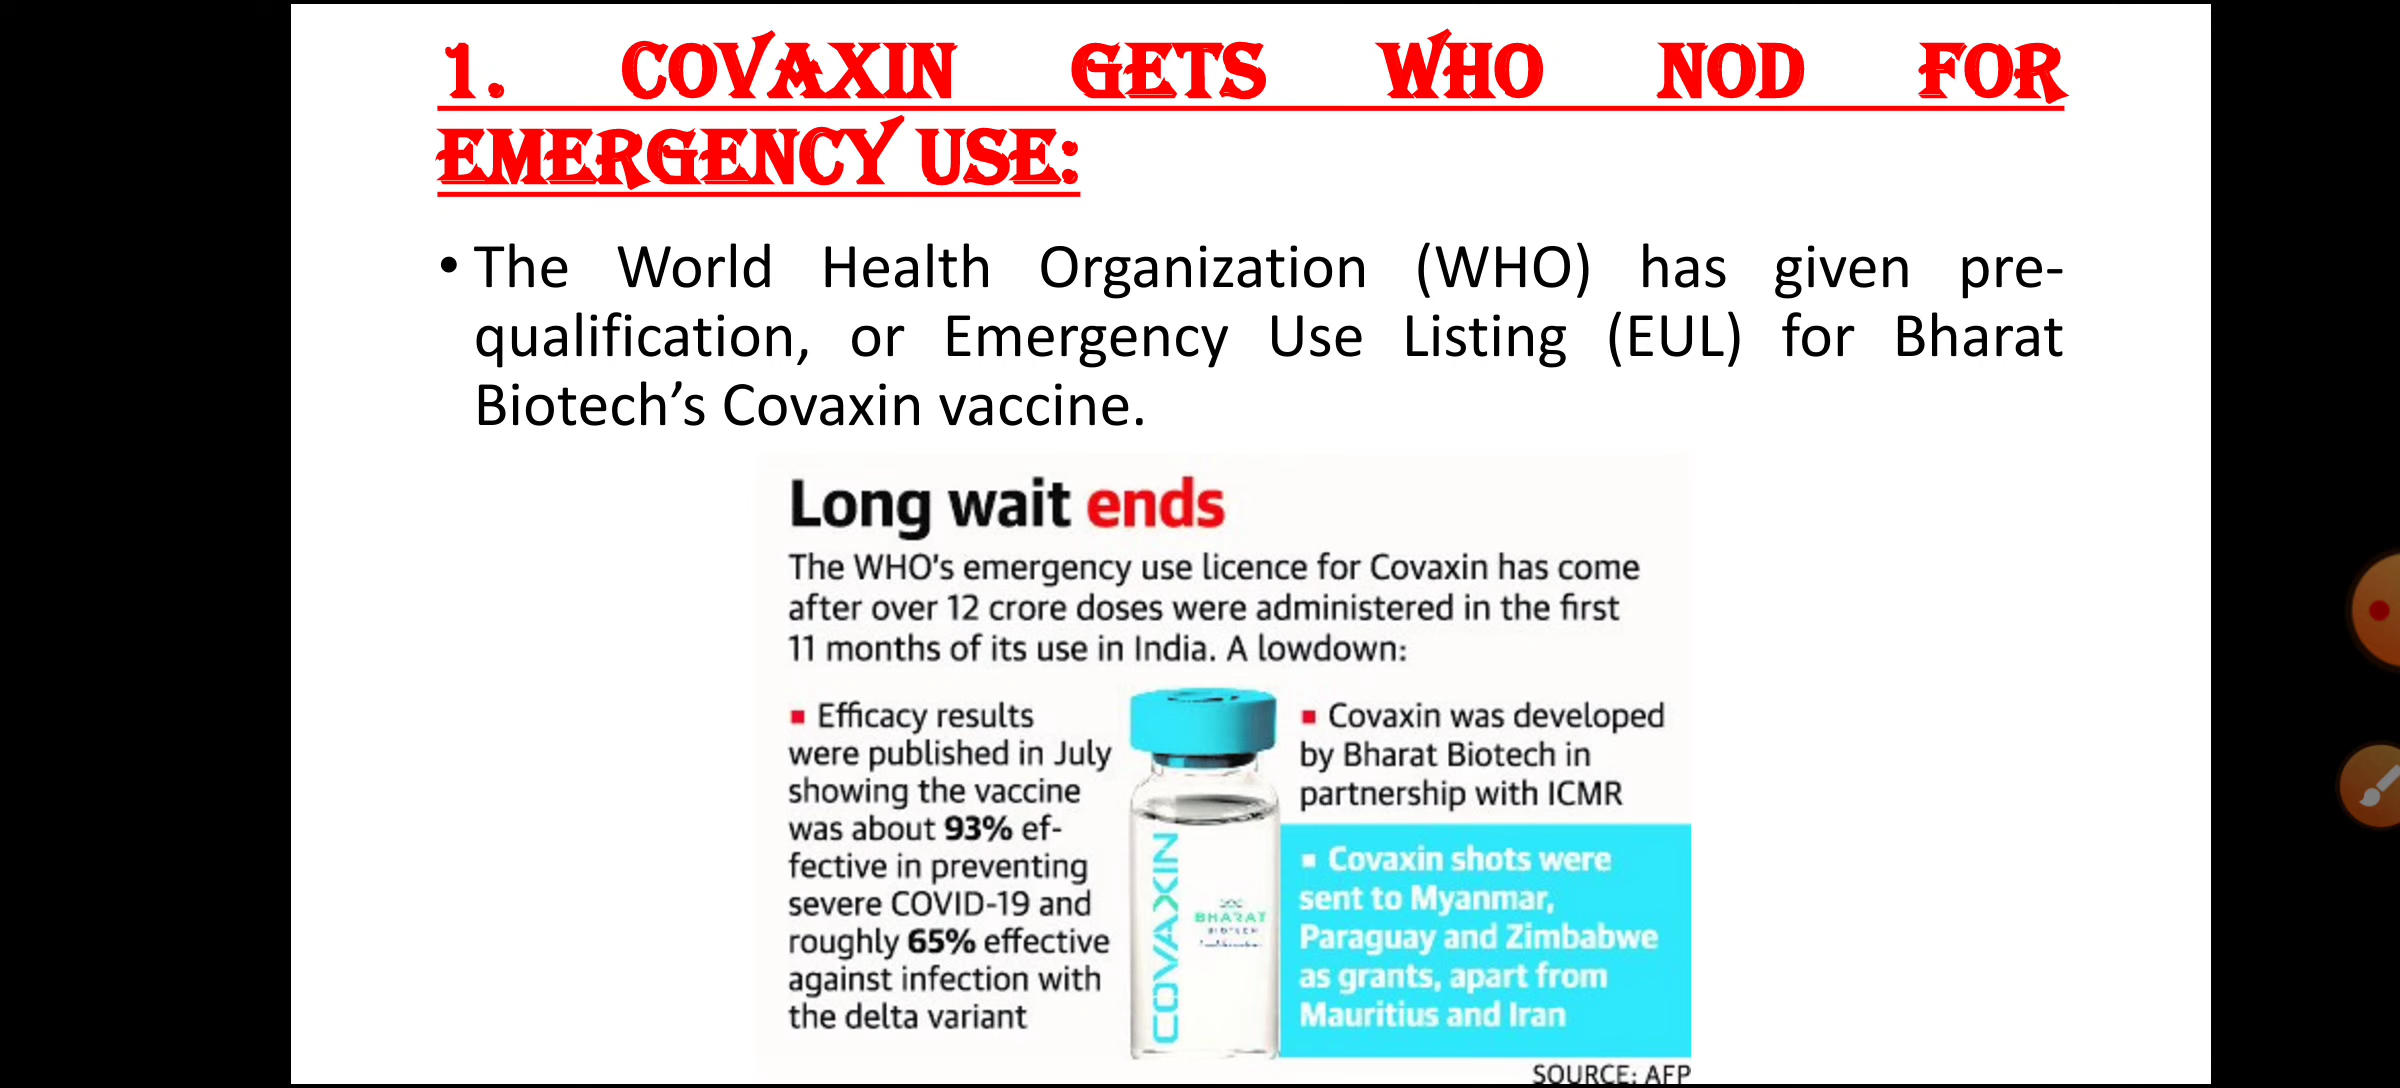 1. COVAXIN GETS WHO NOD FOR
EMERGENCY USE:
• The World Health Organization (WHO) has given pre-
qualification, or Emergency Use Listing (EUL) for Bharat
Biotech’s Covaxin vaccine.
Long wait ends
The WHO's emergency use licence for Covaxin has come
after over 12 crore doses were administered in the first
11 months of its use in India. A lowdown:
▪ Efficacy results
were published in July
showing the vaccine
was about 93% ef-
fective in preventing
severe COVID-19 and
roughly 65% effective
against infection with
the delta variant
COVAXIN
BHARAT
BIOTECH
▪ Covaxin was developed
by Bharat Biotech in
partnership with ICMR
▪ Covaxin shots were
sent to Myanmar,
Paraguay and Zimbabwe
as grants, apart from
Mauritius and Iran
SOURCE: AFP